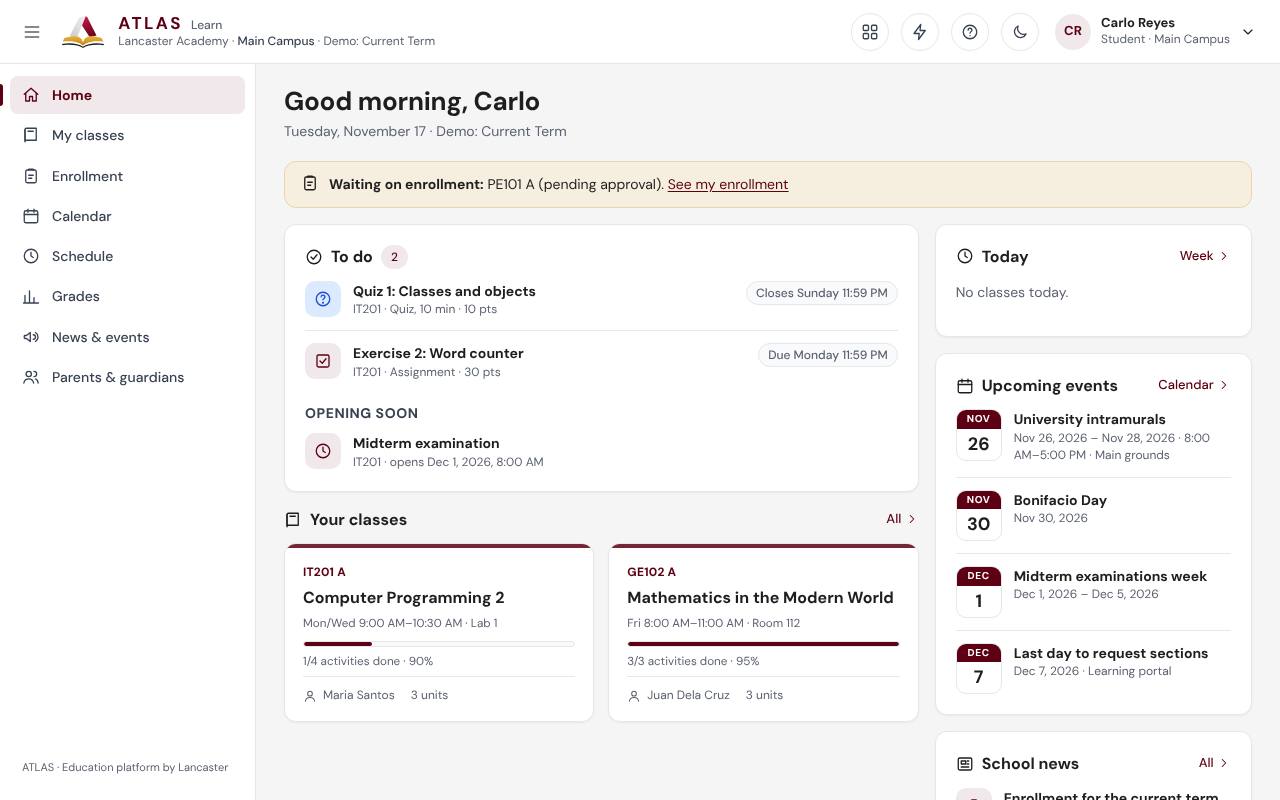 ATLAS Learn
Lancaster Academy · Main Campus · Demo: Current Term
CR
Carlo Reyes
Student · Main Campus
Home
My classes
Enrollment
Calendar
Schedule
Grades
News & events
Parents & guardians
ATLAS · Education platform by Lancaster
Good morning, Carlo
Tuesday, November 17 · Demo: Current Term
Waiting on enrollment: PE101 A (pending approval). See my enrollment
To do 2
Quiz 1: Classes and objects
IT201 · Quiz, 10 min · 10 pts
Closes Sunday 11:59 PM
Exercise 2: Word counter
IT201 · Assignment · 30 pts
Due Monday 11:59 PM
OPENING SOON
Midterm examination
IT201 · opens Dec 1, 2026, 8:00 AM
Your classes
All
IT201 A
Computer Programming 2
Mon/Wed 9:00 AM–10:30 AM · Lab 1
1/4 activities done · 90%
Maria Santos 3 units
GE102 A
Mathematics in the Modern World
Fri 8:00 AM–11:00 AM · Room 112
3/3 activities done · 95%
Juan Dela Cruz 3 units
Today
Week
No classes today.
Upcoming events
Calendar
NOV
26
University intramurals
Nov 26, 2026 – Nov 28, 2026 · 8:00
AM–5:00 PM · Main grounds
NOV
30
Bonifacio Day
Nov 30, 2026
DEC
1
Midterm examinations week
Dec 1, 2026 – Dec 5, 2026
DEC
7
Last day to request sections
Dec 7, 2026 · Learning portal
School news
All
Enrollment for the current term